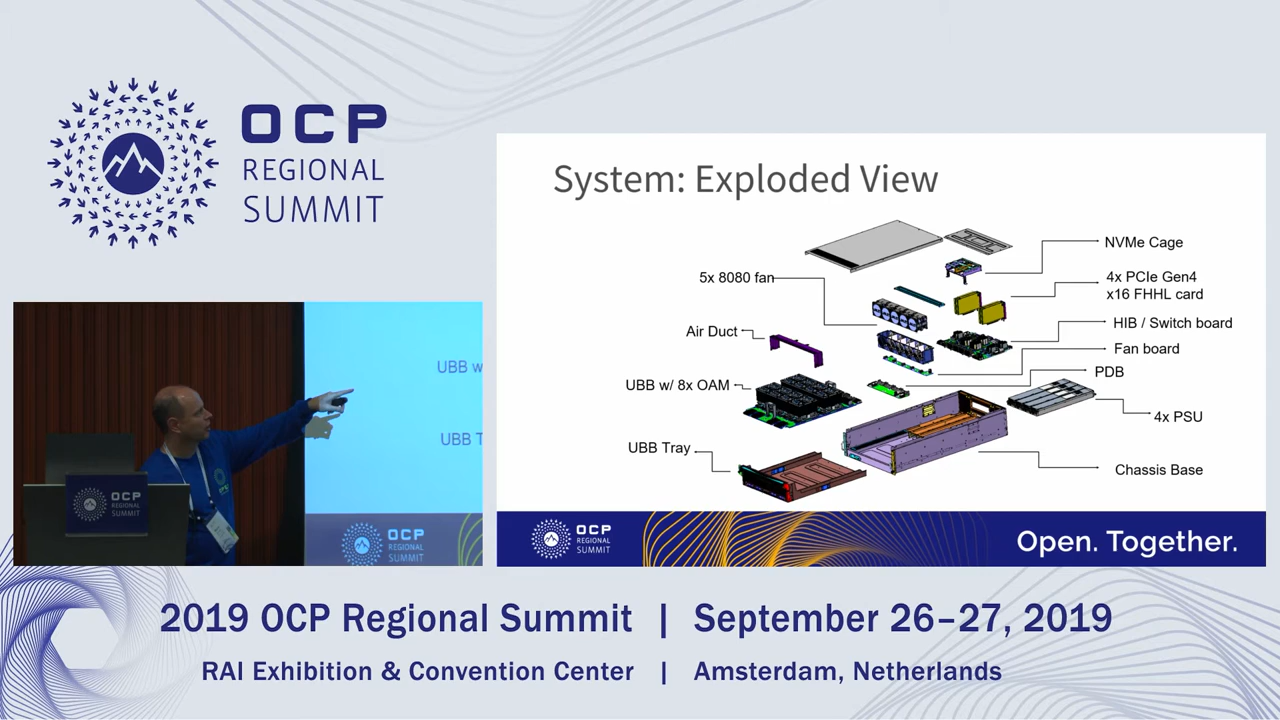 OCP
REGIONAL
SUMMIT
System: Exploded View
NVMe Cage
5x 8080 fan
4x PCIe Gen4
x16 FHHL card
HIB / Switch board
Air Duct
Fan board
PDB
UBB w/ 8x OAM
4x PSU
UBB Tray
Chassis Base
OCP
REGIONAL
SUMMIT
Open. Together.
UBB w
UBB T
OCP
REGIONAL
SUMMIT
OCP
REGIONAL
SUMMIT
2019 OCP Regional Summit | September 26–27, 2019
RAI Exhibition & Convention Center | Amsterdam, Netherlands